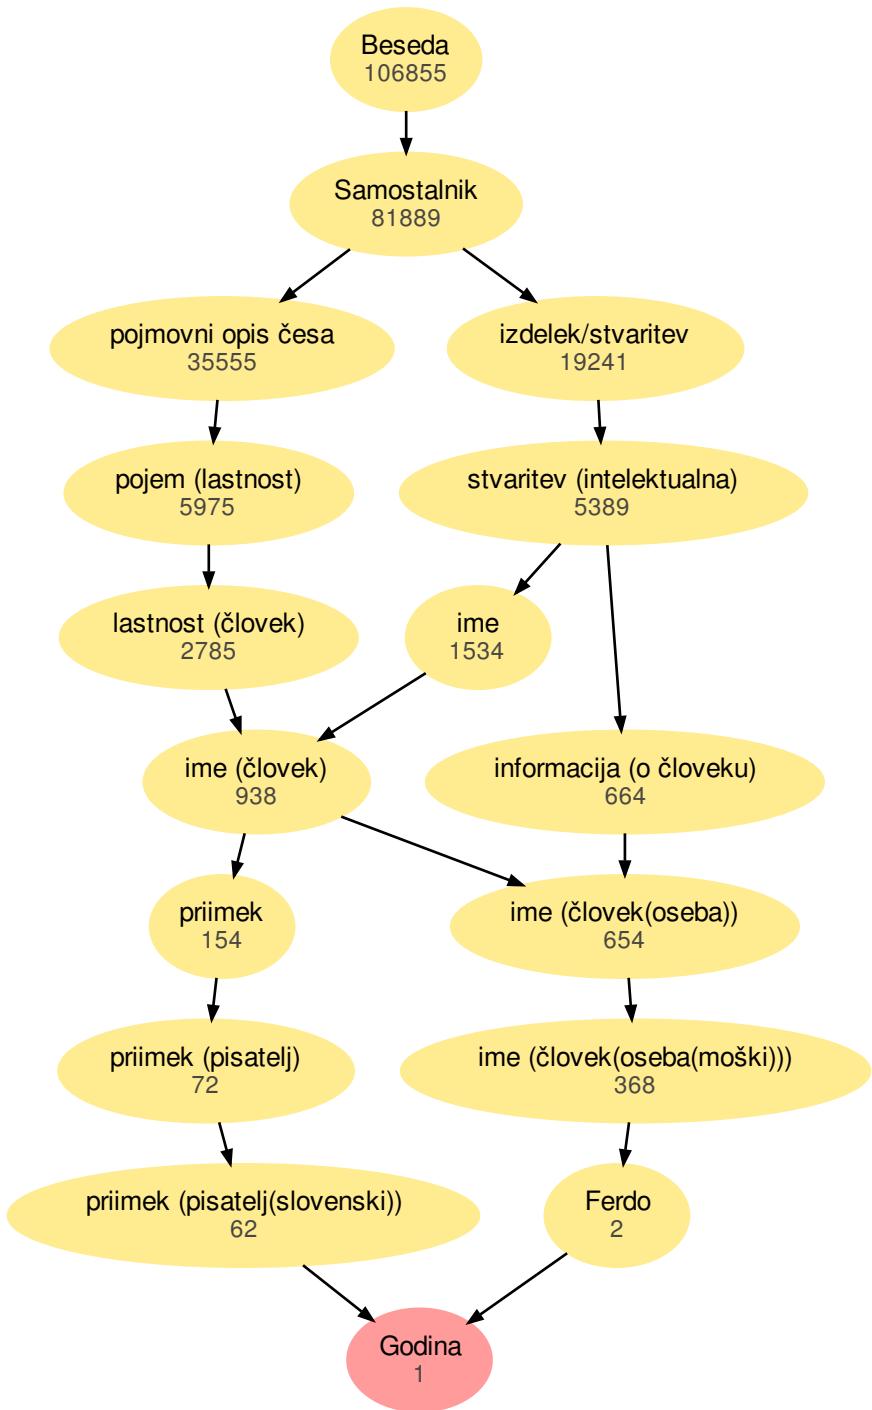 Beseda
106855
Samostalnik
81889
pojmovni opis česa
35555
izdelek/stvaritev
19241
pojem (lastnost)
5975
stvaritev (intelektualna)
5389
lastnost (človek)
2785
ime
1534
ime (človek)
938
informacija (o človeku)
664
priimek
154
ime (človek(oseba))
654
priimek (pisatelj)
72
ime (človek(oseba(moški)))
368
priimek (pisatelj(slovenski))
62
Ferdo
2
Godina
1